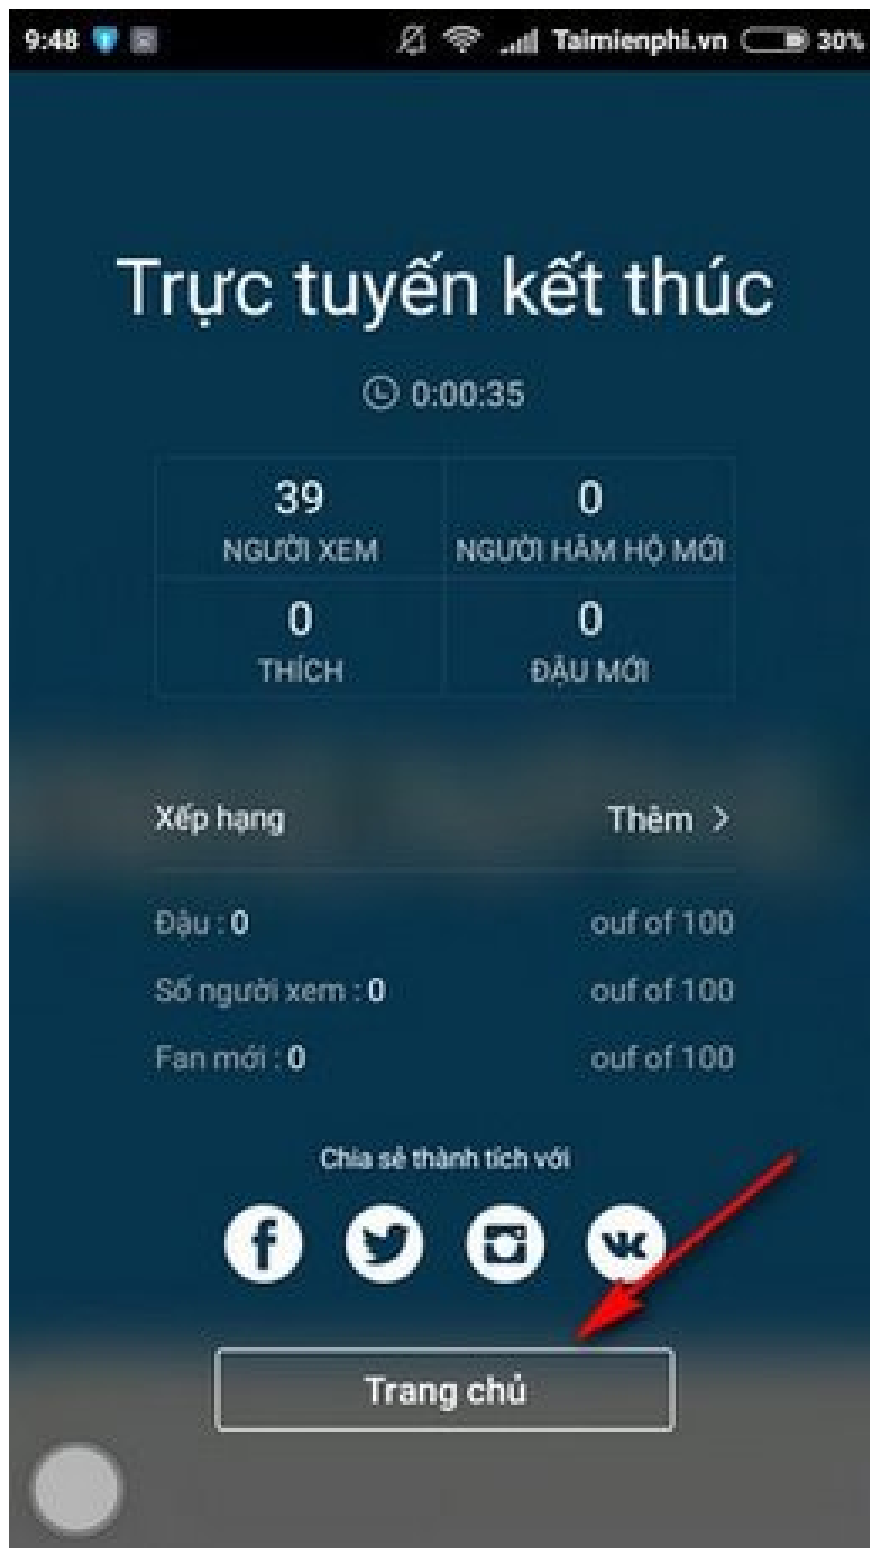 9:48 Taimienphi.vn 30%
Trực tuyến kết thúc
0:00:35
39 0
NGƯỜI XEM NGƯỜI HÂM HỘ MỚI
0 0
THÍCH ĐẬU MỚI
Xếp hạng Thêm >
Đậu : 0 ouf of 100
Số người xem : 0 ouf of 100
Fan mới : 0 ouf of 100
Chia sẻ thành tích với
Trang chủ